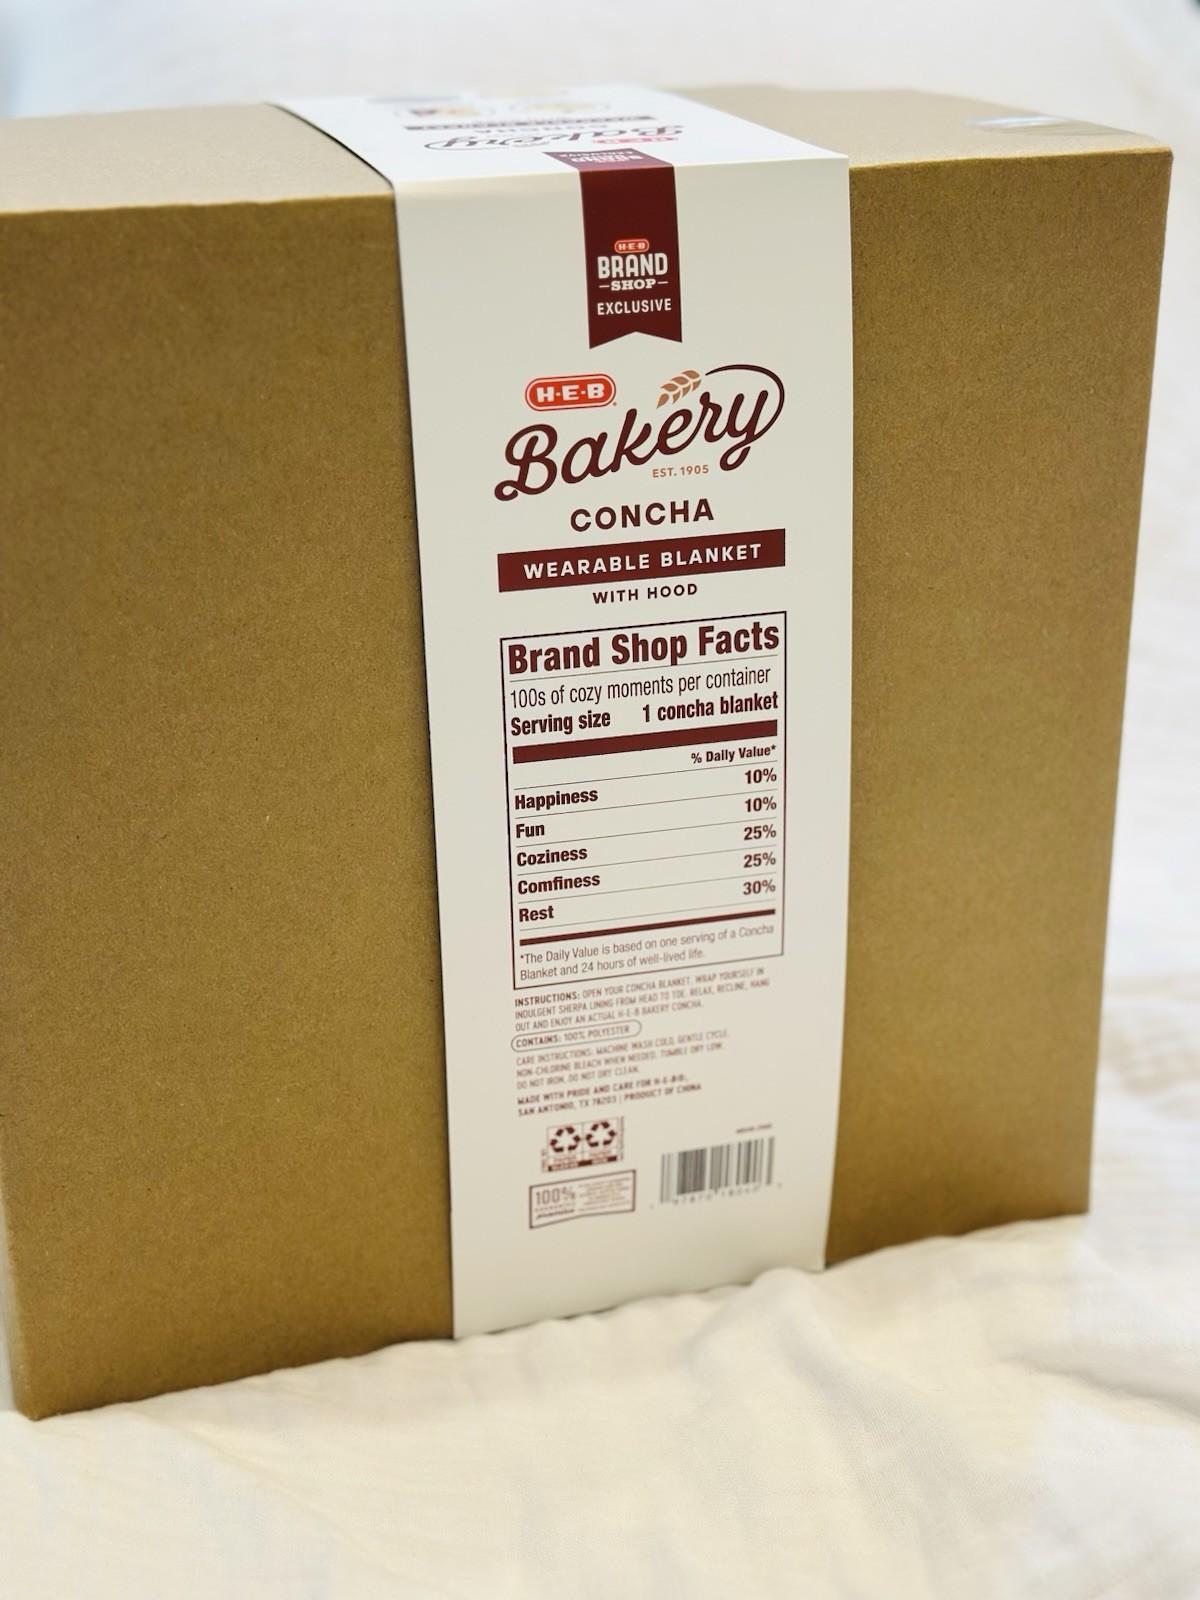 H-E-B
Bakery
H-E-B
BRAND
SHOP
EXCLUSIVE
H-E-B
Bakery
EST. 1905
CONCHA
WEARABLE BLANKET
WITH HOOD
Brand Shop Facts
100s of cozy moments per container
Serving size 1 concha blanket
% Daily Value*
Happiness 10%
Fun 10%
Coziness 25%
Comfiness 25%
Rest 30%
*The Daily Value is based on one serving of a Concha
Blanket and 24 hours of well-lived life.
INSTRUCTIONS: OPEN YOUR CONCHA BLANKET. WRAP YOURSELF IN
INDULGENT SHERPA LINING FROM HEAD TO TOE. RELAX, RECLINE, HANG
OUT AND ENJOY AN ACTUAL H-E-B BAKERY CONCHA.
CONTAINS: 100% POLYESTER
CARE INSTRUCTIONS: MACHINE WASH COLD, GENTLE CYCLE.
NON-CHLORINE BLEACH WHEN NEEDED. TUMBLE DRY LOW.
DO NOT IRON. DO NOT DRY CLEAN.
MADE WITH PRIDE AND CARE FOR H-E-B®,
SAN ANTONIO, TX 78203 | PRODUCT OF CHINA
100%